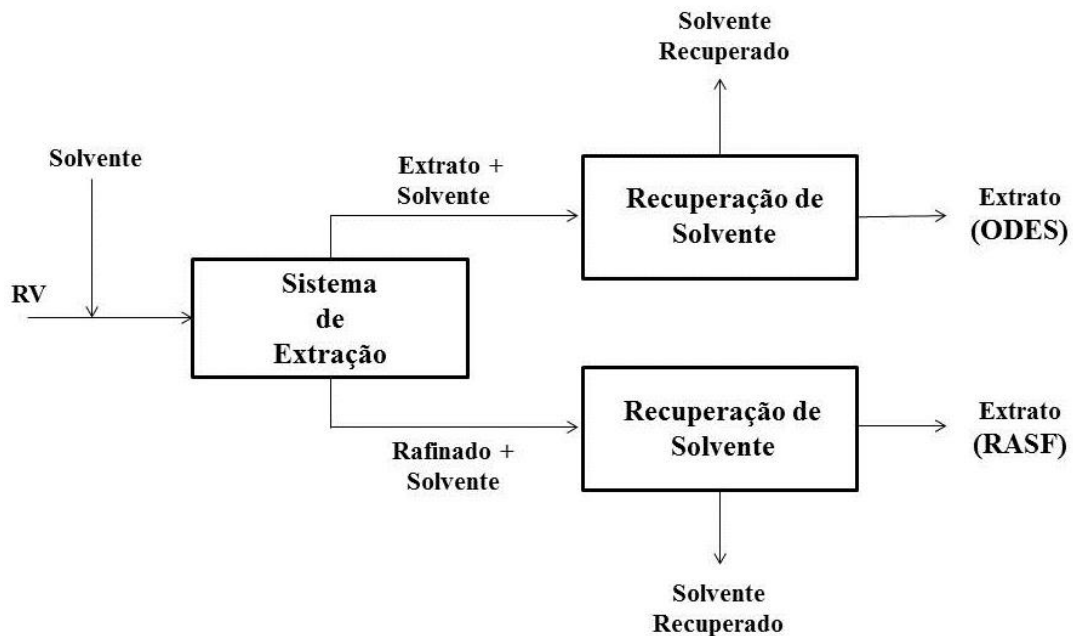 Solvente
Recuperado
Solvente
Extrato +
Solvente
Recuperação de
Solvente
Extrato
(ODES)
RV
Sistema
de
Extração
Recuperação de
Solvente
Extrato
(RASF)
Rafinado +
Solvente
Solvente
Recuperado